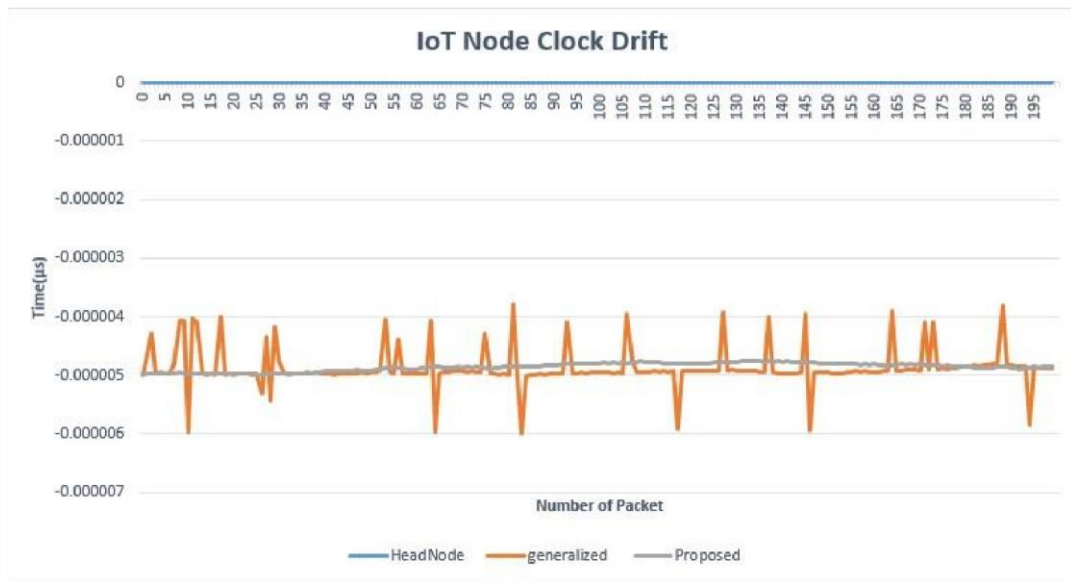 IoT Node Clock Drift
0
0 5 10 15 20 25 30 35 40 45 50 55 60 65 70 75 80 85 90 95 100 105 110 115 120 125 130 135 140 145 150 155 160 165 170 175 180 185 190 195
-0.000001
-0.000002
-0.000003
Time(µs)
-0.000004
-0.000005
-0.000006
-0.000007
Number of Packet
HeadNode generalized Proposed